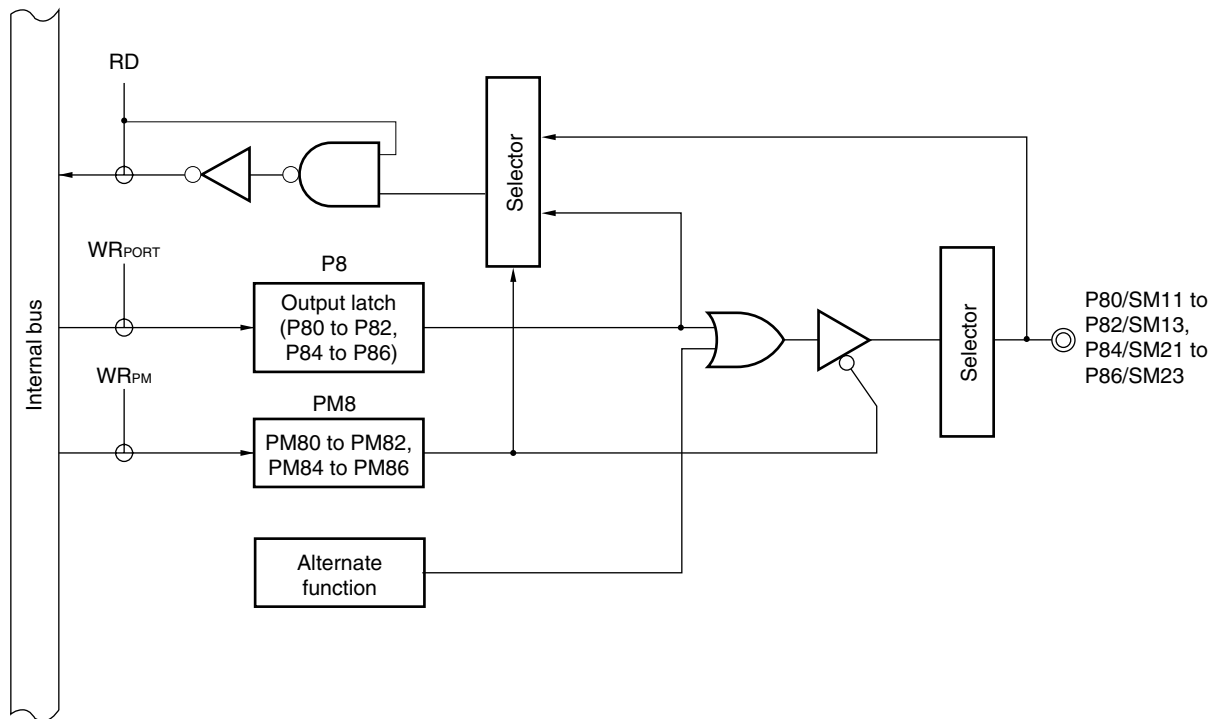 RD
Selector
WRPORT
P8
Output latch
(P80 to P82,
P84 to P86)
Internal bus
WRPM
PM8
PM80 to PM82,
PM84 to PM86
Alternate
function
Selector
P80/SM11 to
P82/SM13,
P84/SM21 to
P86/SM23